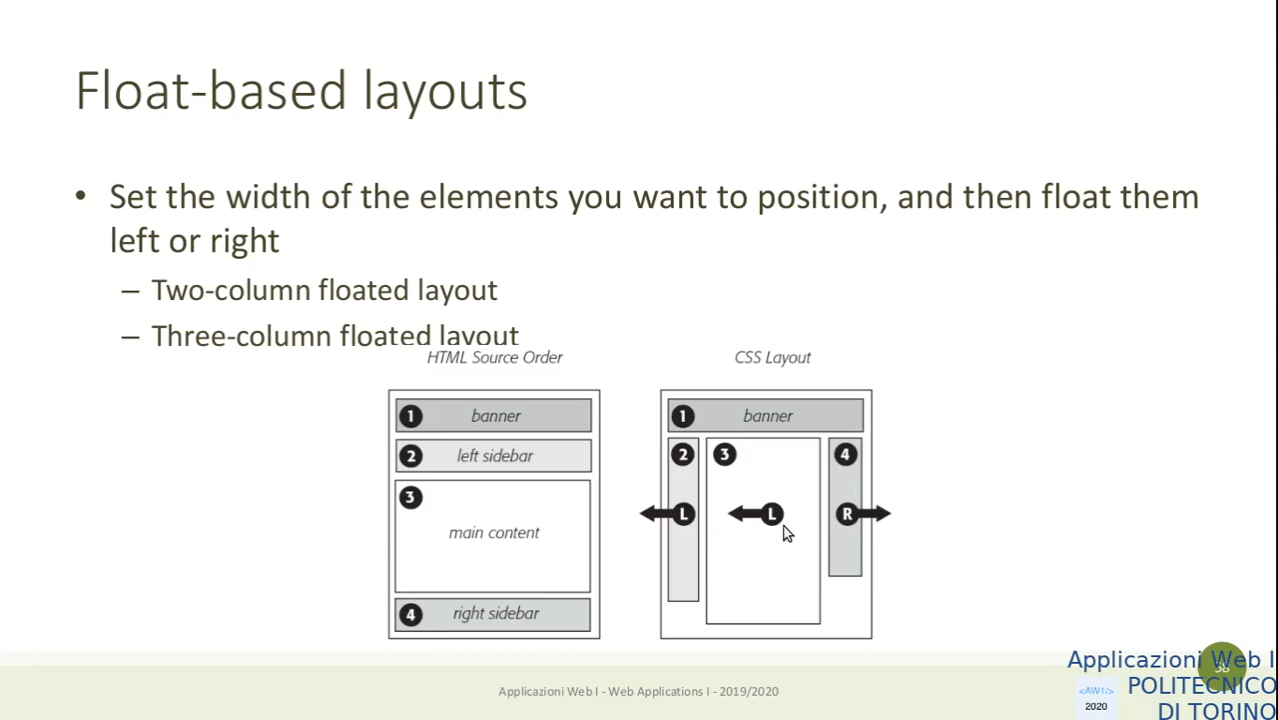 Float-based layouts
• Set the width of the elements you want to position, and then float them
left or right
– Two-column floated layout
– Three-column floated layout
HTML Source Order
CSS Layout
1 banner
2 left sidebar
3
main content
4 right sidebar
1 banner
2 3 4
L L R
Applicazioni Web I - Web Applications I - 2019/2020
38
Applicazioni Web I
POLITECNICO
DI TORINO
<AW1/>
2020